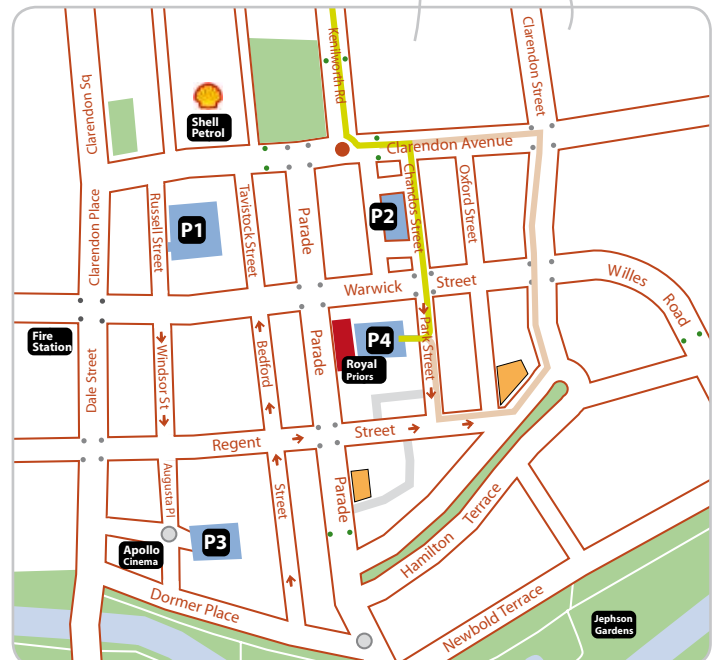 Kenilworth Rd
Clarendon Street
Clarendon Sq
Shell
Petrol
Clarendon Avenue
Clarendon Place
Russell Street
P1
Tavistock Street
Parade
P2
Chandos Street
Oxford Street
Warwick
Street
Willes
Road
Fire
Station
Dale Street
Windsor St
Bedford
Parade
P4
Royal
Priors
Park Street
Regent
Street
Augusta Pl
Street
Parade
P3
Apollo
Cinema
Hamilton
Terrace
Dormer Place
Newbold Terrace
Jephson
Gardens